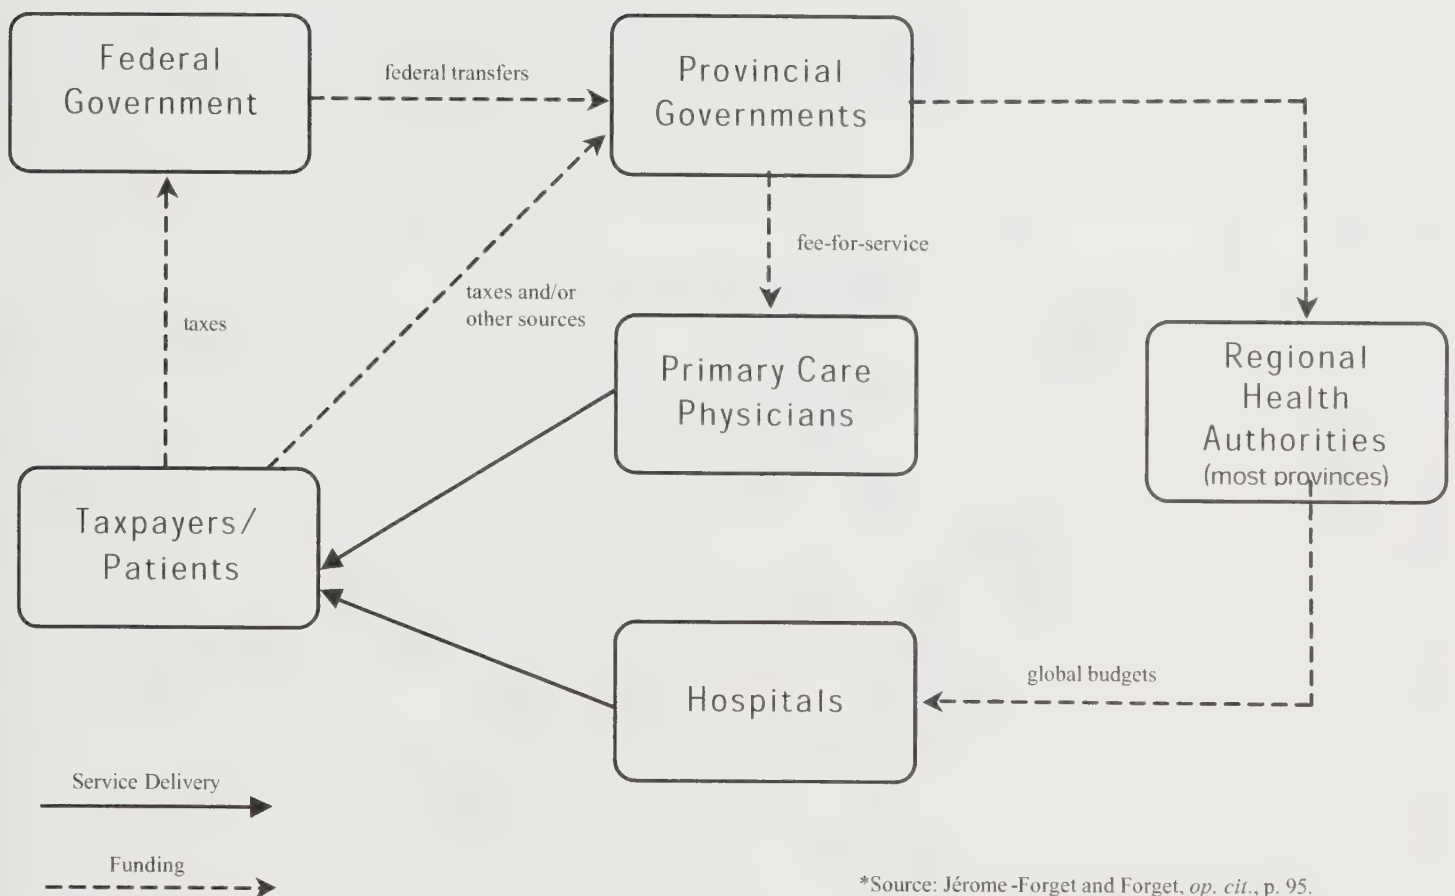 Federal
Government
federal transfers
Provincial
Governments
fee-for-service
taxes and/or
other sources
taxes
Primary Care
Physicians
Regional
Health
Authorities
(most provinces)
Taxpayers/
Patients
Hospitals
global budgets
Service Delivery
Funding
*Source: Jérome-Forget and Forget, op. cit., p. 95.